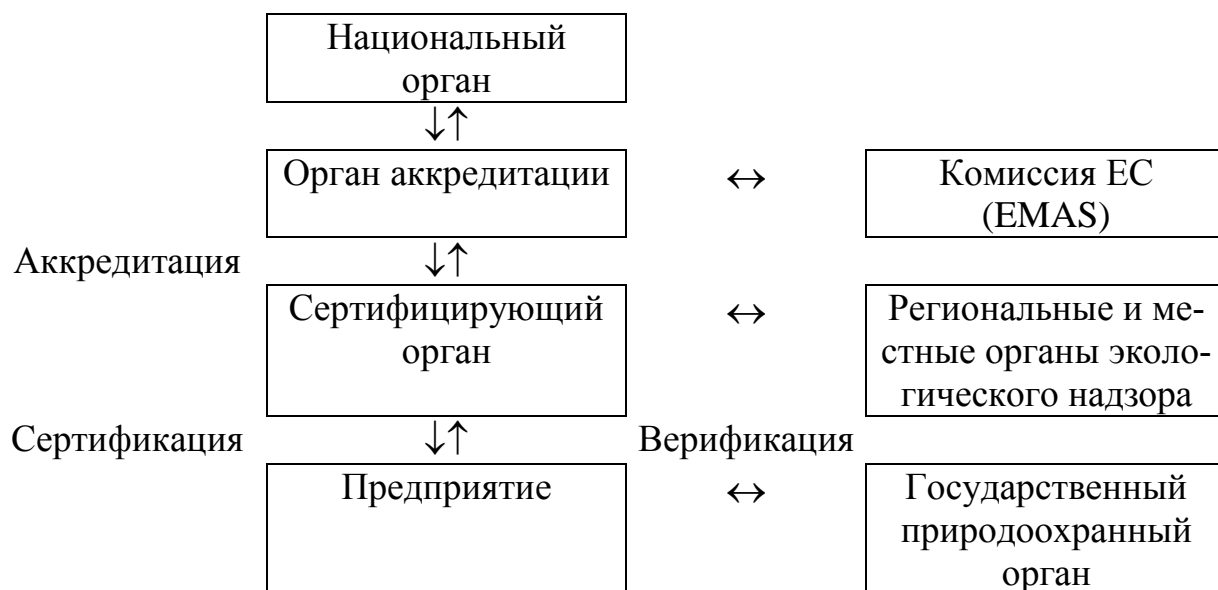 Национальный
орган
↓↑
Орган аккредитации ↔ Комиссия ЕС
(EMAS)
Аккредитация ↓↑
Сертифицирующий ↔ Региональные и ме-
орган стные органы эколо-
гического надзора
Сертификация ↓↑ Верификация
Предприятие ↔ Государственный
природоохранный
орган